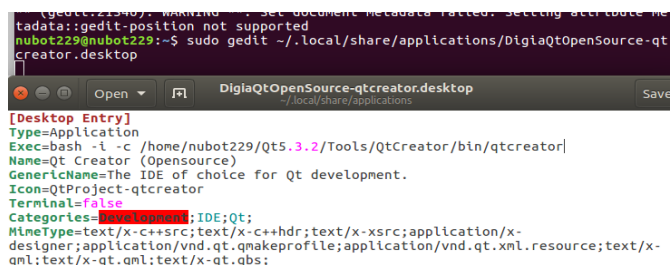 tadata::gedit-position not supported
nubot229@nubot229:~$ sudo gedit ~/.local/share/applications/DigiaQtOpenSource-qt
creator.desktop
Open
DigiaQtOpenSource-qtcreator.desktop
~/.local/share/applications
Save
[Desktop Entry]
Type=Application
Exec=bash -i -c /home/nubot229/Qt5.3.2/Tools/QtCreator/bin/qtcreator
Name=Qt Creator (Opensource)
GenericName=The IDE of choice for Qt development.
Icon=QtProject-qtcreator
Terminal=false
Categories=Development;IDE;Qt;
MimeType=text/x-c++src;text/x-c++hdr;text/x-xsrc;application/x-
designer;application/vnd.qt.qmakeprofile;application/vnd.qt.xml.resource;text/x-
qml;text/x-qt.qml;text/x-qt.qbs;